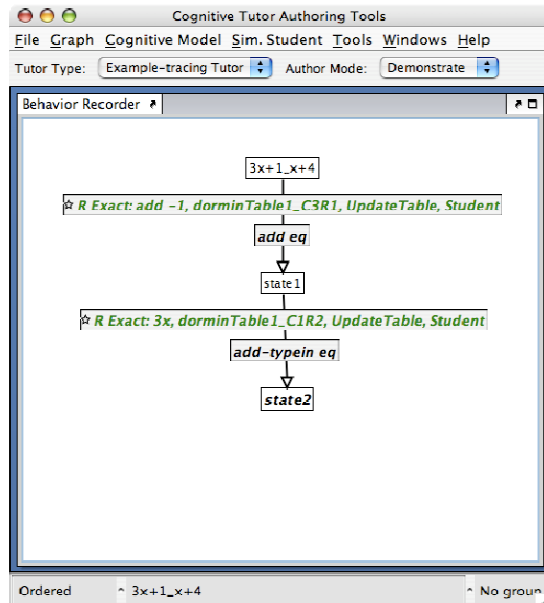 Cognitive Tutor Authoring Tools
File Graph Cognitive Model Sim. Student Tools Windows Help
Tutor Type: Example-tracing Tutor Author Mode: Demonstrate
Behavior Recorder
3x+1_x+4
R Exact: add -1, dorminTable1_C3R1, UpdateTable, Student
add eq
state1
R Exact: 3x, dorminTable1_C1R2, UpdateTable, Student
add-typein eq
state2
Ordered 3x+1_x+4 No group